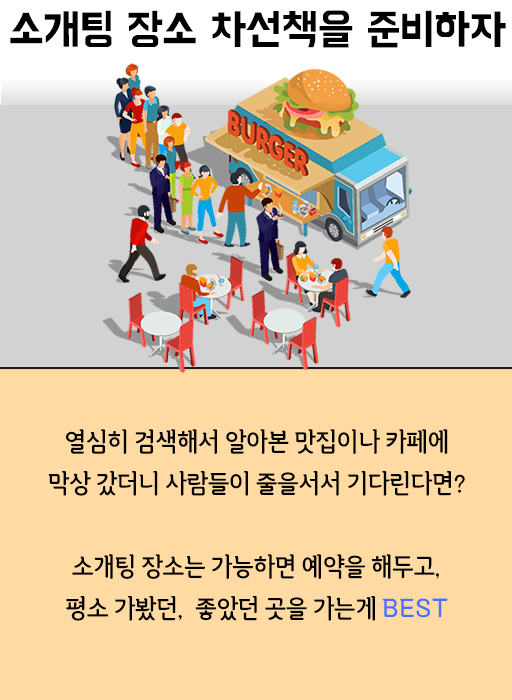 소개팅 장소 차선책을 준비하자
BURGER
열심히 검색해서 알아본 맛집이나 카페에
막상 갔더니 사람들이 줄을서서 기다린다면?
소개팅 장소는 가능하면 예약을 해두고,
평소 가봤던, 좋았던 곳을 가는게 BEST